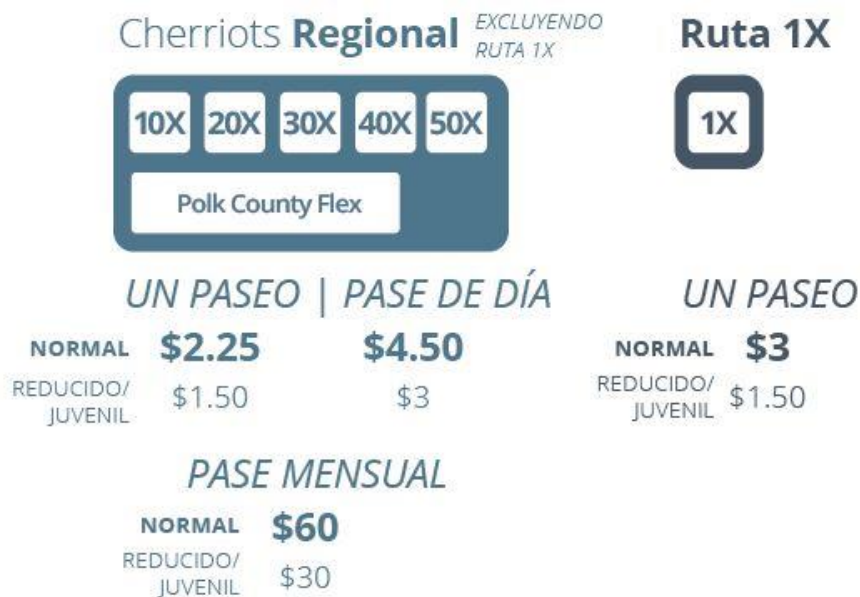 Cherriots Regional EXCLUYENDO
RUTA 1X
10X 20X 30X 40X 50X
Polk County Flex
UN PASEO | PASE DE DÍA
NORMAL $2.25 $4.50
REDUCIDO/
JUVENIL $1.50 $3
PASE MENSUAL
NORMAL $60
REDUCIDO/
JUVENIL $30
Ruta 1X
1X
UN PASEO
NORMAL $3
REDUCIDO/
JUVENIL $1.50